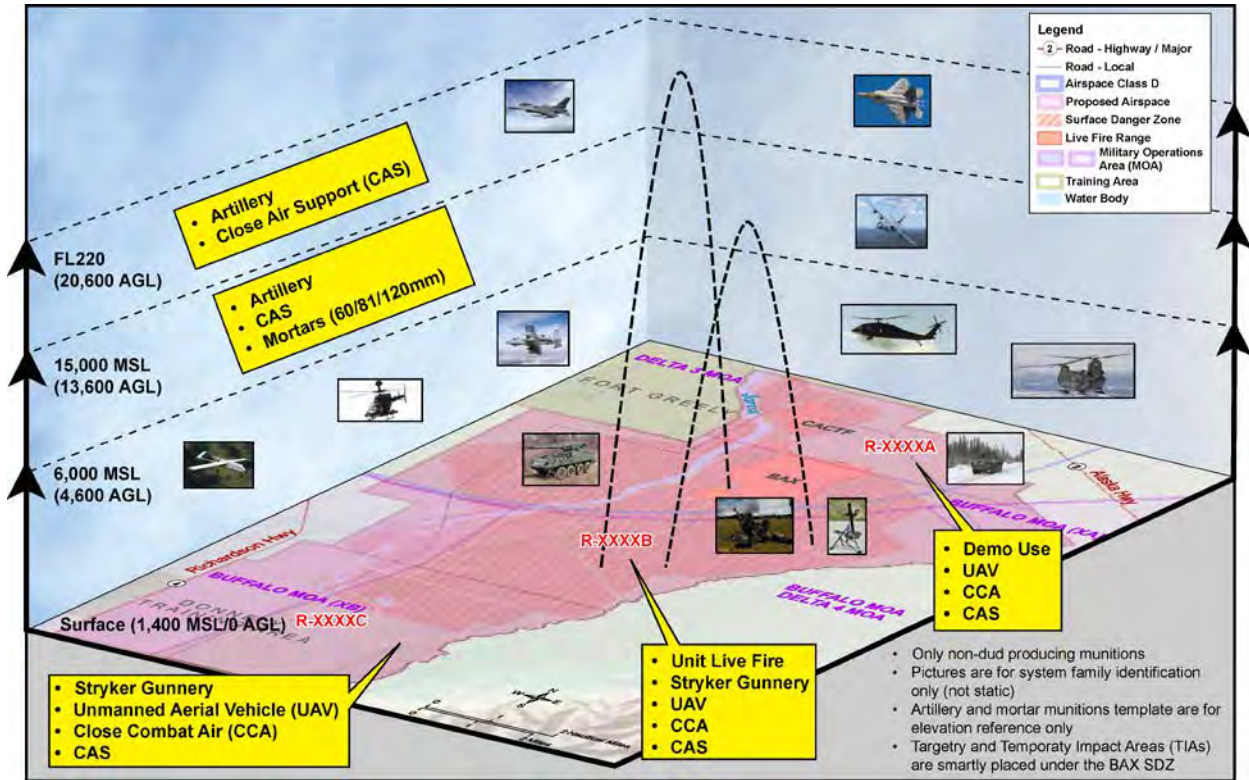 Legend
2 Road - Highway / Major
Road - Local
Airspace Class D
Proposed Airspace
Surface Danger Zone
Live Fire Range
Military Operations
Area (MOA)
Training Area
Water Body
• Artillery
• Close Air Support (CAS)
FL220
(20,600 AGL)
• Artillery
• CAS
• Mortars (60/81/120mm)
15,000 MSL
(13,600 AGL)
6,000 MSL
(4,600 AGL)
DELTA 3 MOA
FORT GREELY
CACTF
R-XXXXA
BAX
2
Alaska Hwy
R-XXXXB
BUFFALO MOA (XA)
Richardson Hwy
4
BUFFALO MOA (XB)
R-XXXXC
BUFFALO MOA
DELTA 4 MOA
Surface (1,400 MSL/0 AGL)
• Demo Use
• UAV
• CCA
• CAS
• Unit Live Fire
• Stryker Gunnery
• UAV
• CCA
• CAS
• Stryker Gunnery
• Unmanned Aerial Vehicle (UAV)
• Close Combat Air (CCA)
• CAS
N
W
E
S
• Only non-dud producing munitions
• Pictures are for system family identification
only (not static)
• Artillery and mortar munitions template are for
elevation reference only
• Targetry and Temporaty Impact Areas (TIAs)
are smartly placed under the BAX SDZ